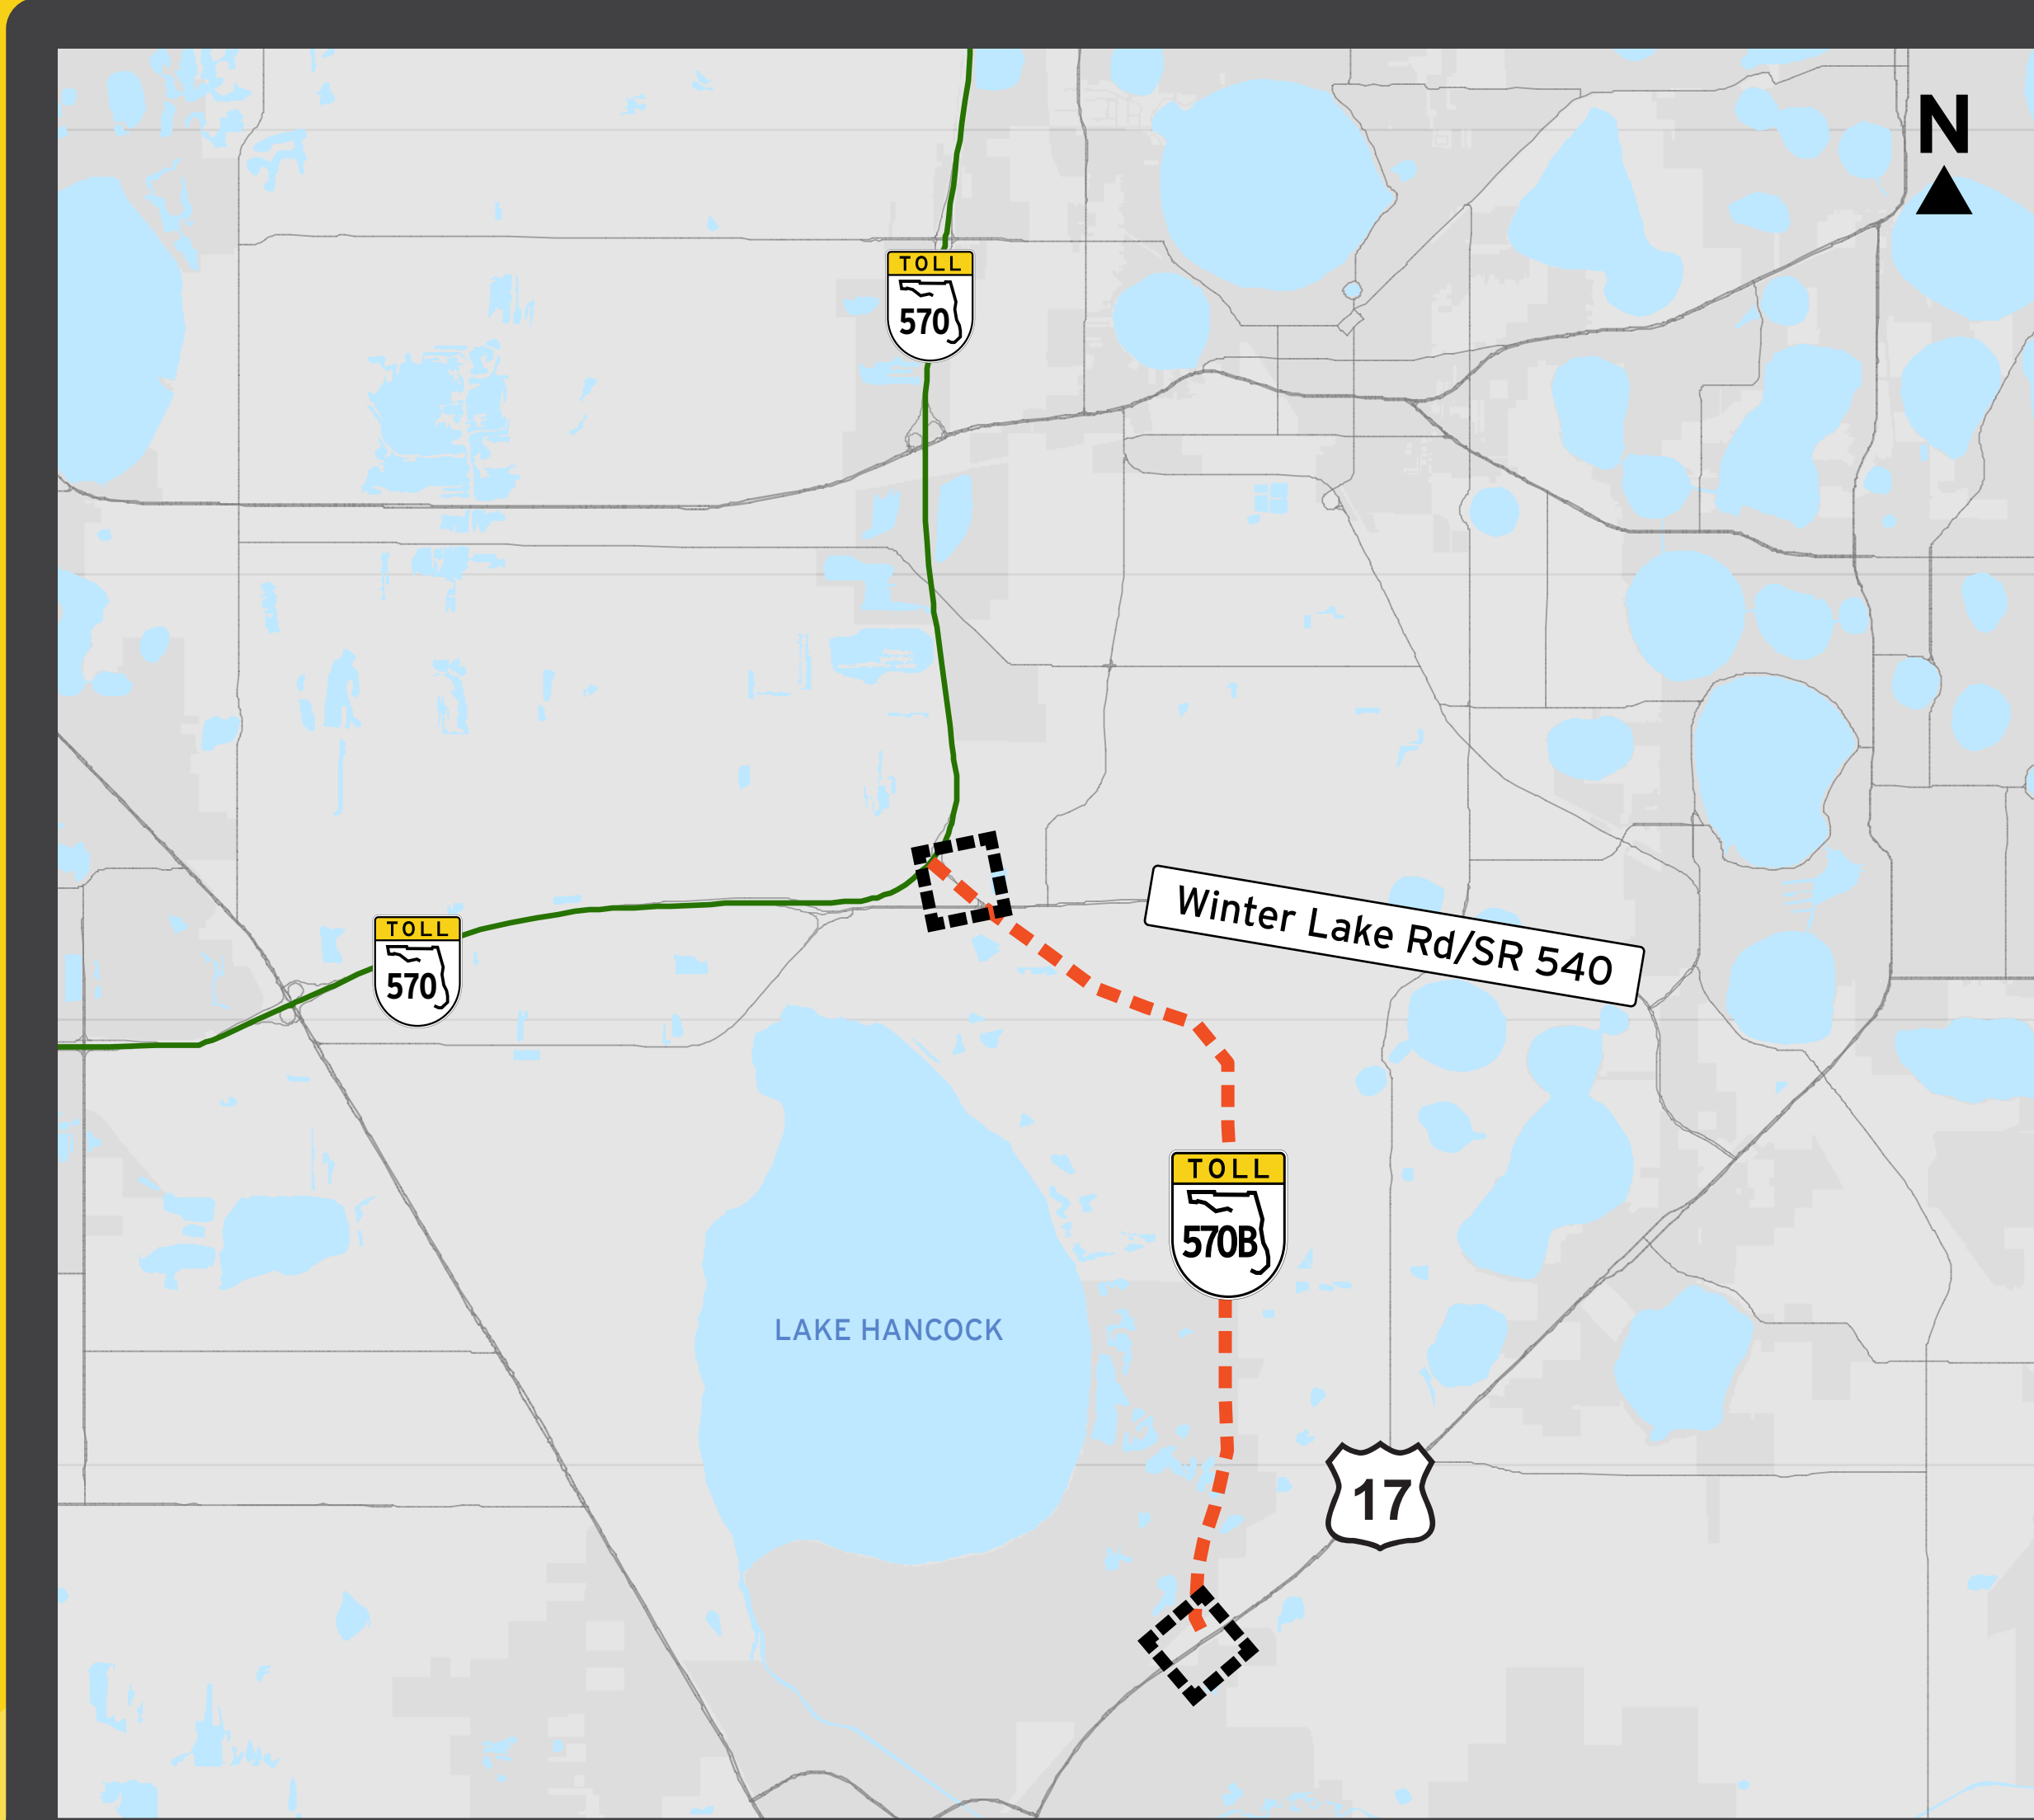 N
TOLL
570
Winter Lake Rd/SR 540
TOLL
570
TOLL
570B
LAKE HANCOCK
17